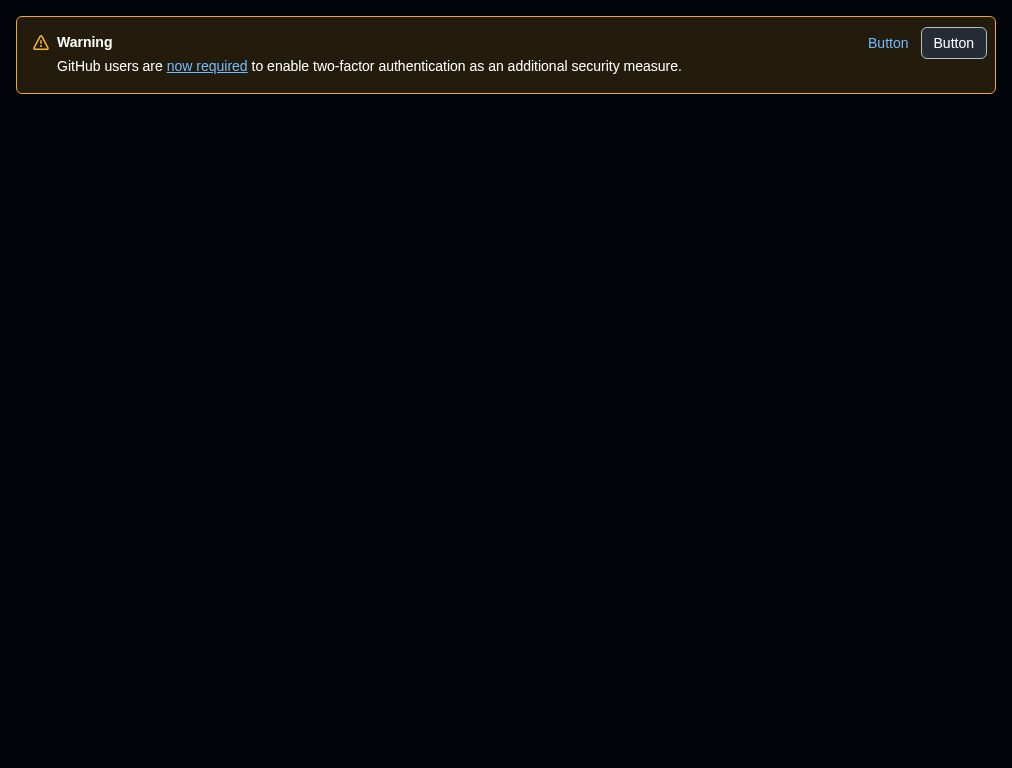 Warning
Button
Button
GitHub users are now required to enable two-factor authentication as an additional security measure.